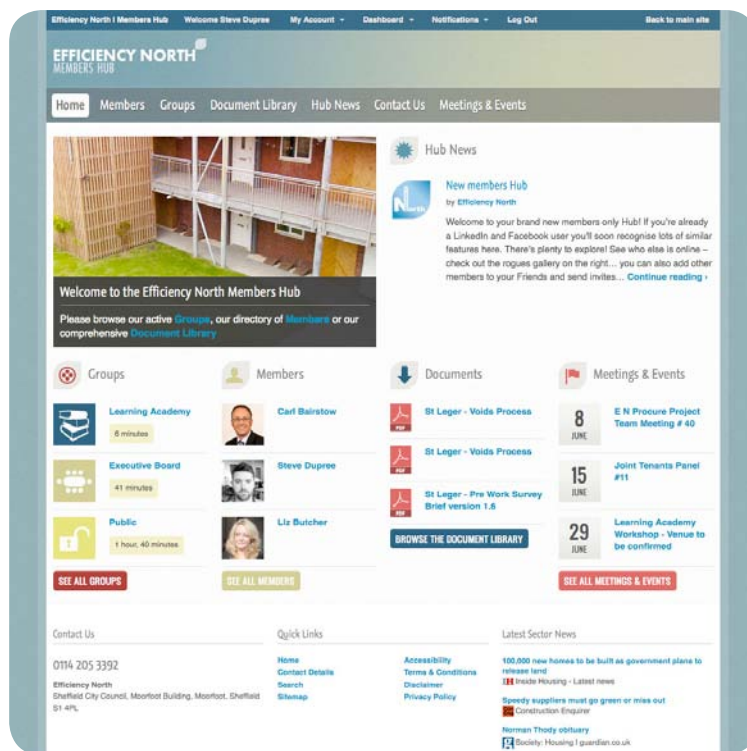 Efficiency North | Members Hub Welcome Steve Dupree My Account Dashboard Notifications Log Out Back to main site
EFFICIENCY NORTH
MEMBERS HUB
Home Members Groups Document Library Hub News Contact Us Meetings & Events
Hub News
North
New members Hub
by Efficiency North
Welcome to your brand new members only Hub! If you're already
a LinkedIn and Facebook user you'll soon recognise lots of similar
features here. There's plenty to explore! See who else is online –
check out the rogues gallery on the right... you can also add other
members to your Friends and send invites... Continue reading ›
Welcome to the Efficiency North Members Hub
Please browse our active Groups, our directory of Members or our
comprehensive Document Library
Groups
Learning Academy
6 minutes
Executive Board
41 minutes
Public
1 hour, 40 minutes
SEE ALL GROUPS
Members
Carl Bairstow
Steve Dupree
Liz Butcher
SEE ALL MEMBERS
Documents
PDF
St Leger - Voids Process
PDF
St Leger - Voids Process
PDF
St Leger - Pre Work Survey
Brief version 1.6
BROWSE THE DOCUMENT LIBRARY
Meetings & Events
8
JUNE
E N Procure Project
Team Meeting # 40
15
JUNE
Joint Tenants Panel
#11
29
JUNE
Learning Academy
Workshop - Venue to
be confirmed
SEE ALL MEETINGS & EVENTS
Contact Us
0114 205 3392
Efficiency North
Sheffield City Council, Moorfoot Building, Moorfoot, Sheffield
S1 4PL
Quick Links
Home
Contact Details
Search
Sitemap
Accessibility
Terms & Conditions
Disclaimer
Privacy Policy
Latest Sector News
100,000 new homes to be built as government plans to
release land
IH Inside Housing - Latest news
Speedy suppliers must go green or miss out
Construction Enquirer
Norman Thody obituary
g Society: Housing | guardian.co.uk